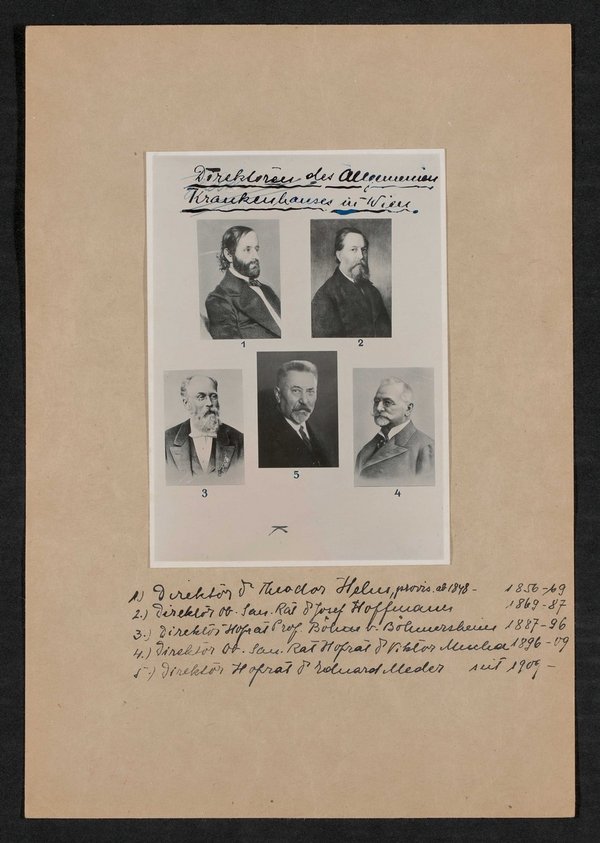 Direktoren des Allgemeinen
Krankenhauses in Wien.
1 2
3 5 4
1) Direktor Dr Theodor Helm, provis. ab 1848 - 1856-69
2.) Direktor Ob. San. Rat Dr Josef Hoffmann 1869-87
3.) Direktor Hofrat Prof. Böhm v. Böhmersheim 1887-96
4.) Direktor Ob. San. Rat Hofrat Dr Viktor Mucha 1896-09
5.) Direktor Hofrat Dr Eduard Meder seit 1909-